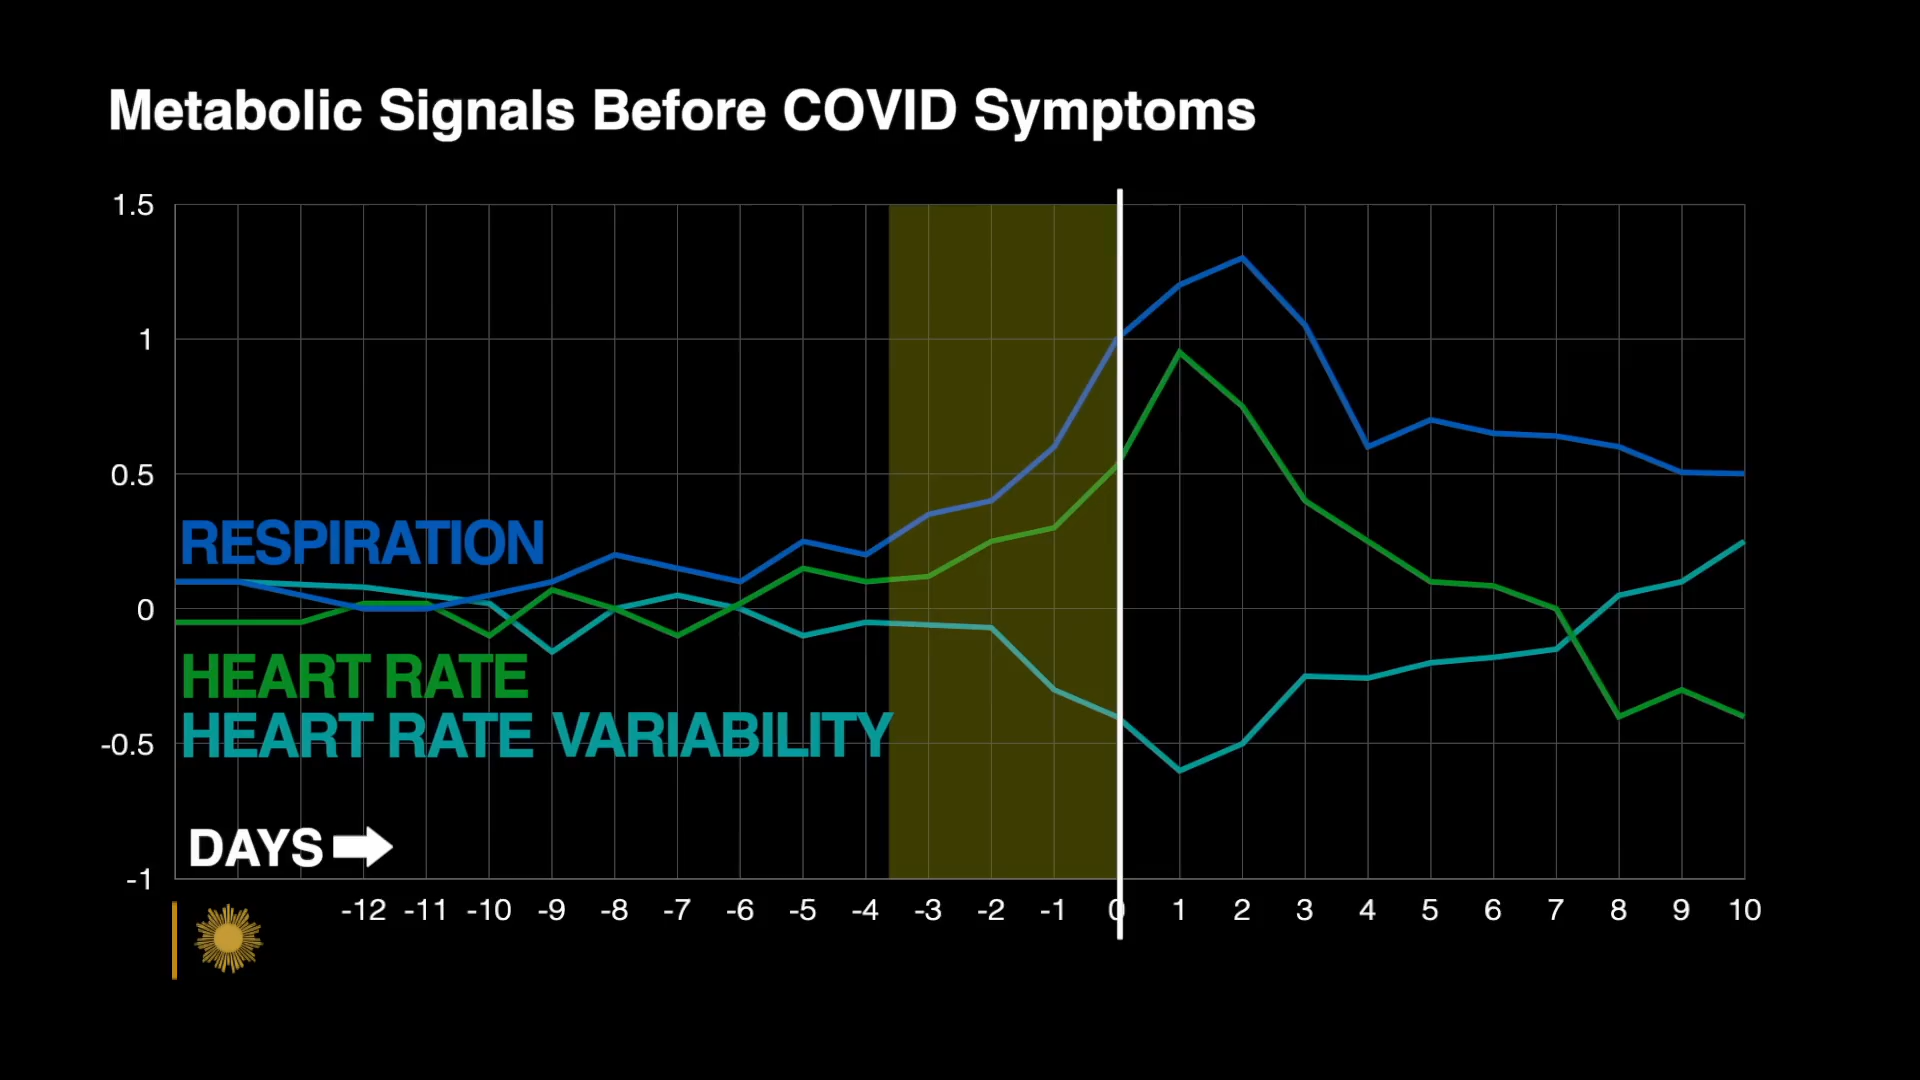 Metabolic Signals Before COVID Symptoms
1.5
1
0.5
0
-0.5
-1
RESPIRATION
HEART RATE
HEART RATE VARIABILITY
DAYS
-12 -11 -10 -9 -8 -7 -6 -5 -4 -3 -2 -1 0 1 2 3 4 5 6 7 8 9 10